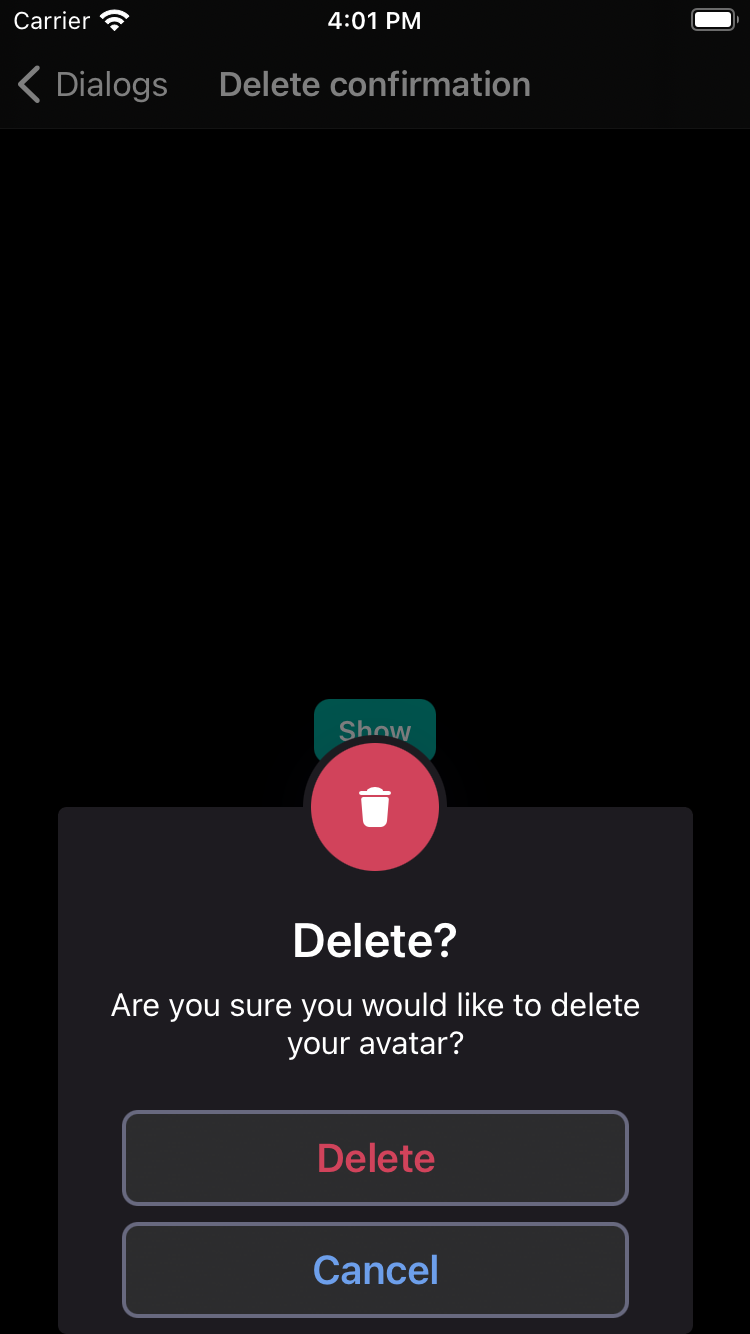 Carrier 4:01 PM
Dialogs Delete confirmation
Show
Delete?
Are you sure you would like to delete
your avatar?
Delete
Cancel